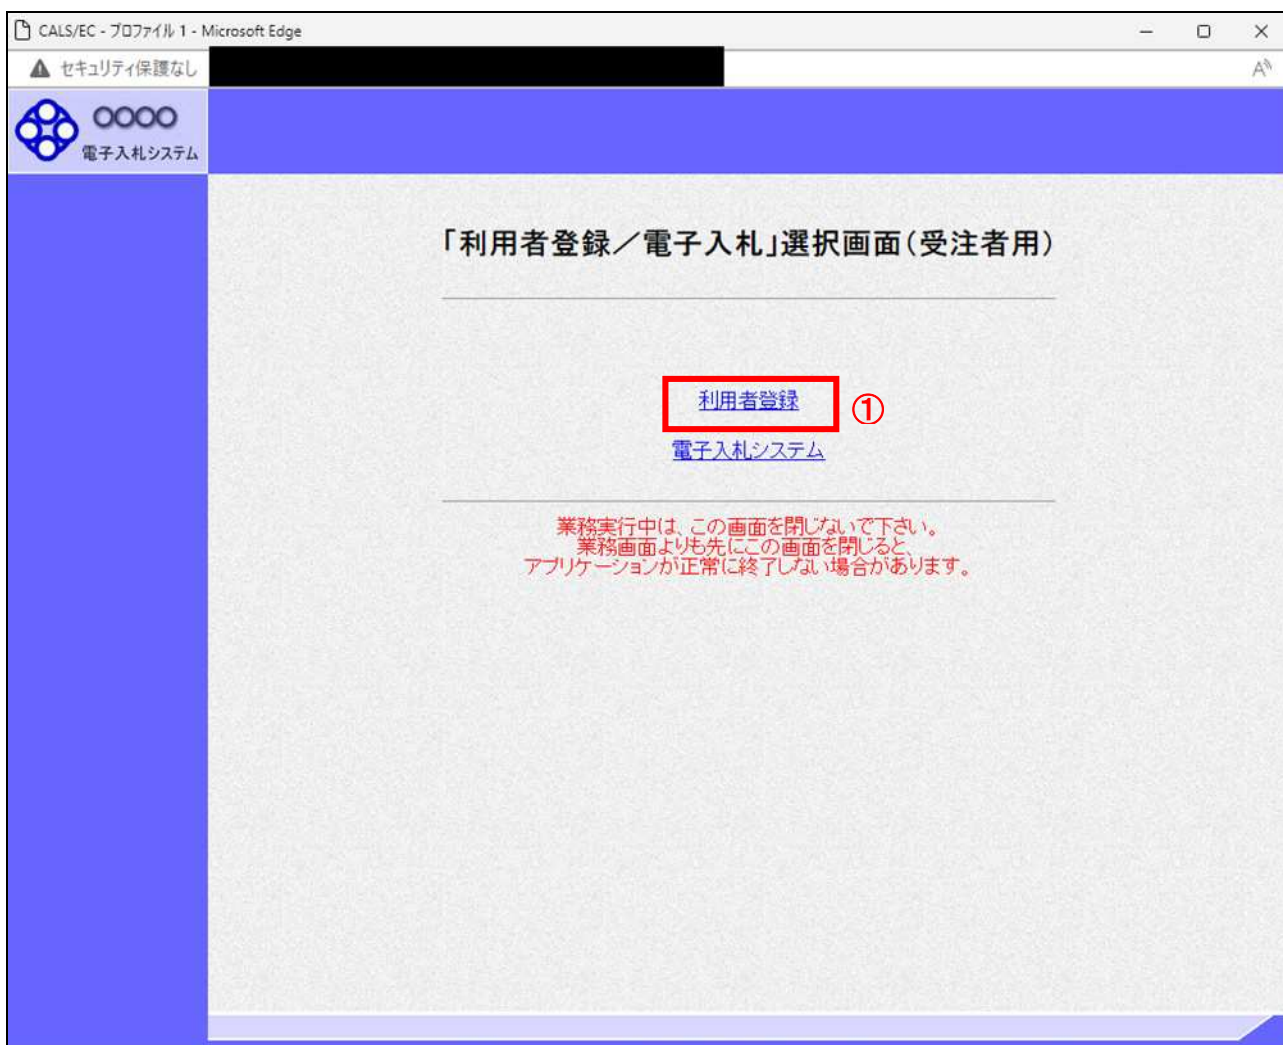 CALS/EC - プロファイル 1 - Microsoft Edge
セキュリティ保護なし
A
○○○○
電子入札システム
「利用者登録／電子入札」選択画面(受注者用)
利用者登録
①
電子入札システム
業務実行中は、この画面を閉じないで下さい。
業務画面よりも先にこの画面を閉じると、
アプリケーションが正常に終了しない場合があります。